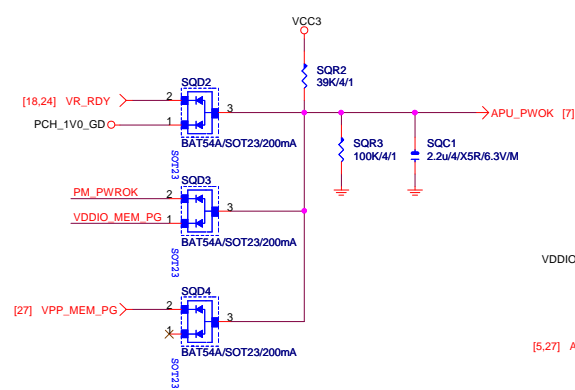 VCC3
SQR2
39K/4/1
SQD2
[18,24] VR_RDY
2
3
PCH_1V0_GD
1
BAT54A/SOT23/200mA
SOT23
APU_PWOK [7]
SQR3
100K/4/1
SQC1
2.2u/4/X5R/6.3V/M
SQD3
PM_PWROK
2
3
VDDIO_MEM_PG
1
BAT54A/SOT23/200mA
SOT23
VDDIO
SQD4
[27] VPP_MEM_PG
2
3
1
BAT54A/SOT23/200mA
SOT23
[5,27] A